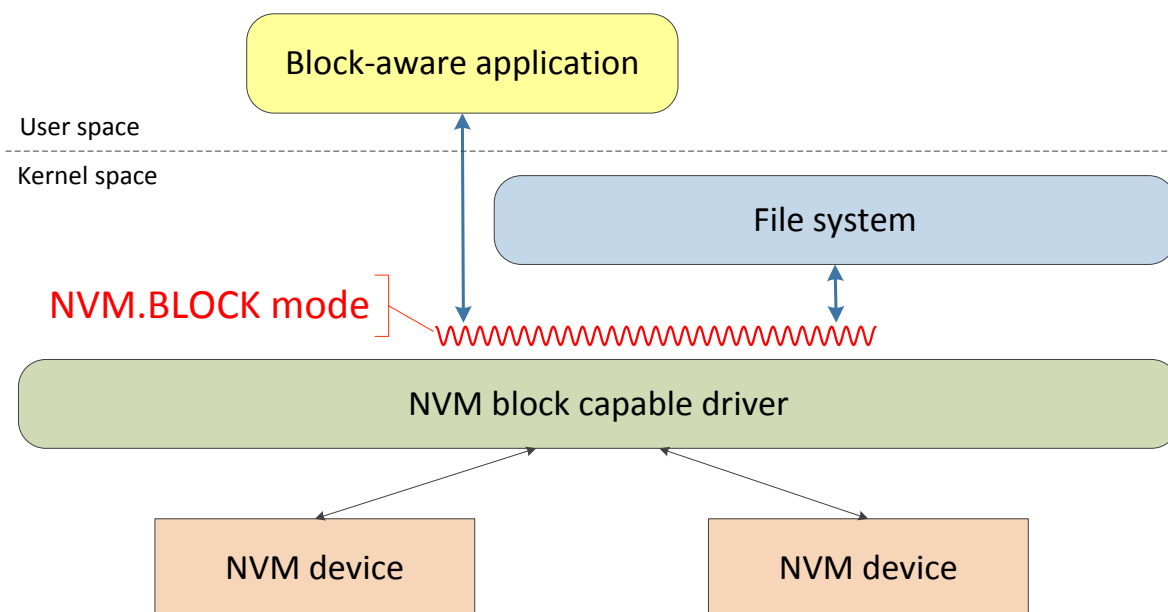 Block-aware application
User space
Kernel space
File system
NVM.BLOCK mode
NVM block capable driver
NVM device
NVM device